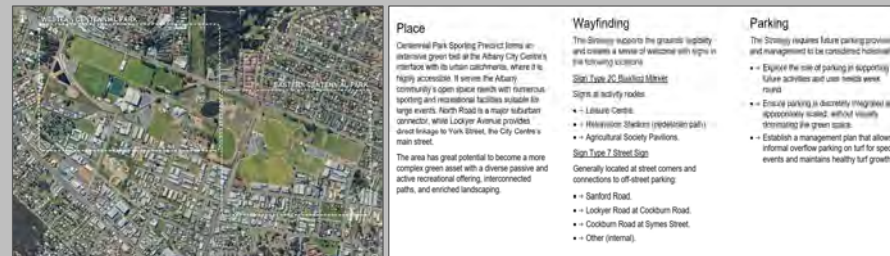 WESTERN CENTENNIAL PARK
EASTERN CENTENNIAL PARK
Place
Centennial Park Sporting Precinct forms an
extensive green belt at the Albany City Centre's
interface with its urban catchments, where it is
highly accessible. It serves the Albany
community's open space needs with numerous
sporting and recreational facilities suitable for
large events. North Road is a major suburban
connector, while Lockyer Avenue provides
direct linkage to York Street, the City Centre's
main street.
The area has great potential to become a more
complex green asset with a diverse passive and
active recreational offering, interconnected
paths, and enriched landscaping.
Wayfinding
The Strategy supports the grounds' legibility
and creates a sense of welcome with signs in
the following locations
Sign Type 2C Marker
Signs at activity nodes:
• → Leisure Centre.
• → Stadium (pedestrian path)
• → Agricultural Society Pavilions.
Sign Type 7 Street Sign
Generally located at street corners and
connections to off-street parking:
• → Sanford Road.
• → Lockyer Road at Cockburn Road.
• → Cockburn Road at Symes Street.
• → Other (internal).
Parking
The Strategy requires future parking
and management to be considered
• → Explore the role of parking in supporting
future activities and user needs week
round.
• → Ensure parking is discretely integrated
appropriately scaled, without visually
dominating the green space.
• → Establish a management plan that allows
informal overflow parking on turf for
events and maintains healthy turf growth